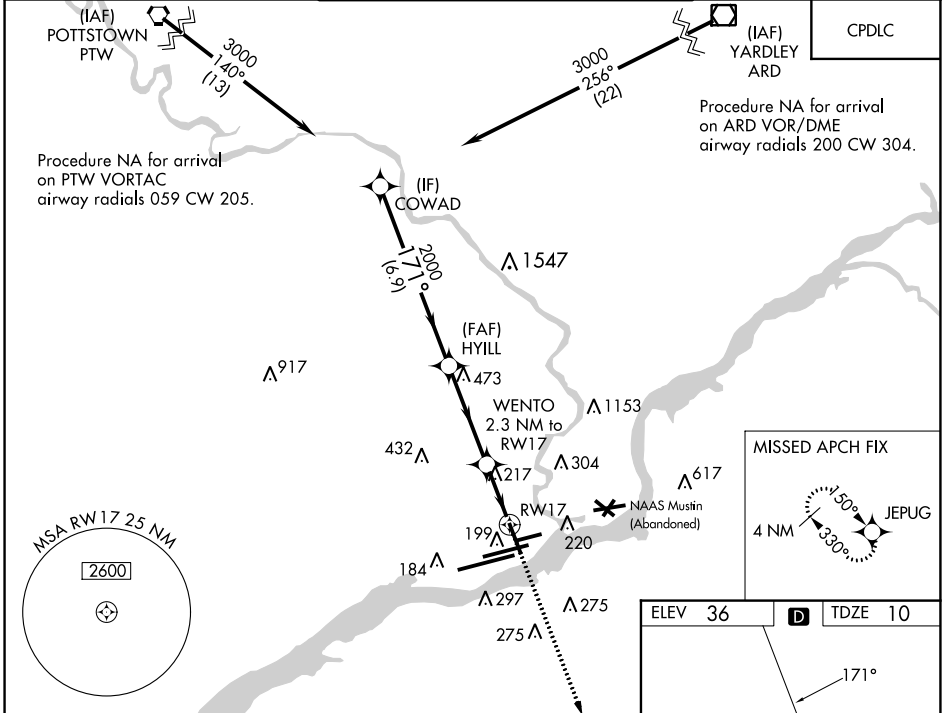 (IAF)
POTTSTOWN
PTW
3000
140°
(13)
3000
256°
(22)
(IAF)
YARDLEY
ARD
CPDLC
Procedure NA for arrival
on ARD VOR/DME
airway radials 200 CW 304.
Procedure NA for arrival
on PTW VORTAC
airway radials 059 CW 205.
(IF)
COWAD
2000
171°
(6.9)
1547
(FAF)
HYILL
917
473
WENTO
2.3 NM to
RW17
1153
432
217
304
617
RW17
NAAS Mustin
(Abandoned)
199
220
184
297
275
275
MSA RW17 25 NM
2600
MISSED APCH FIX
4 NM
150°
330°
JEPUG
ELEV 36
D
TDZE 10
171°